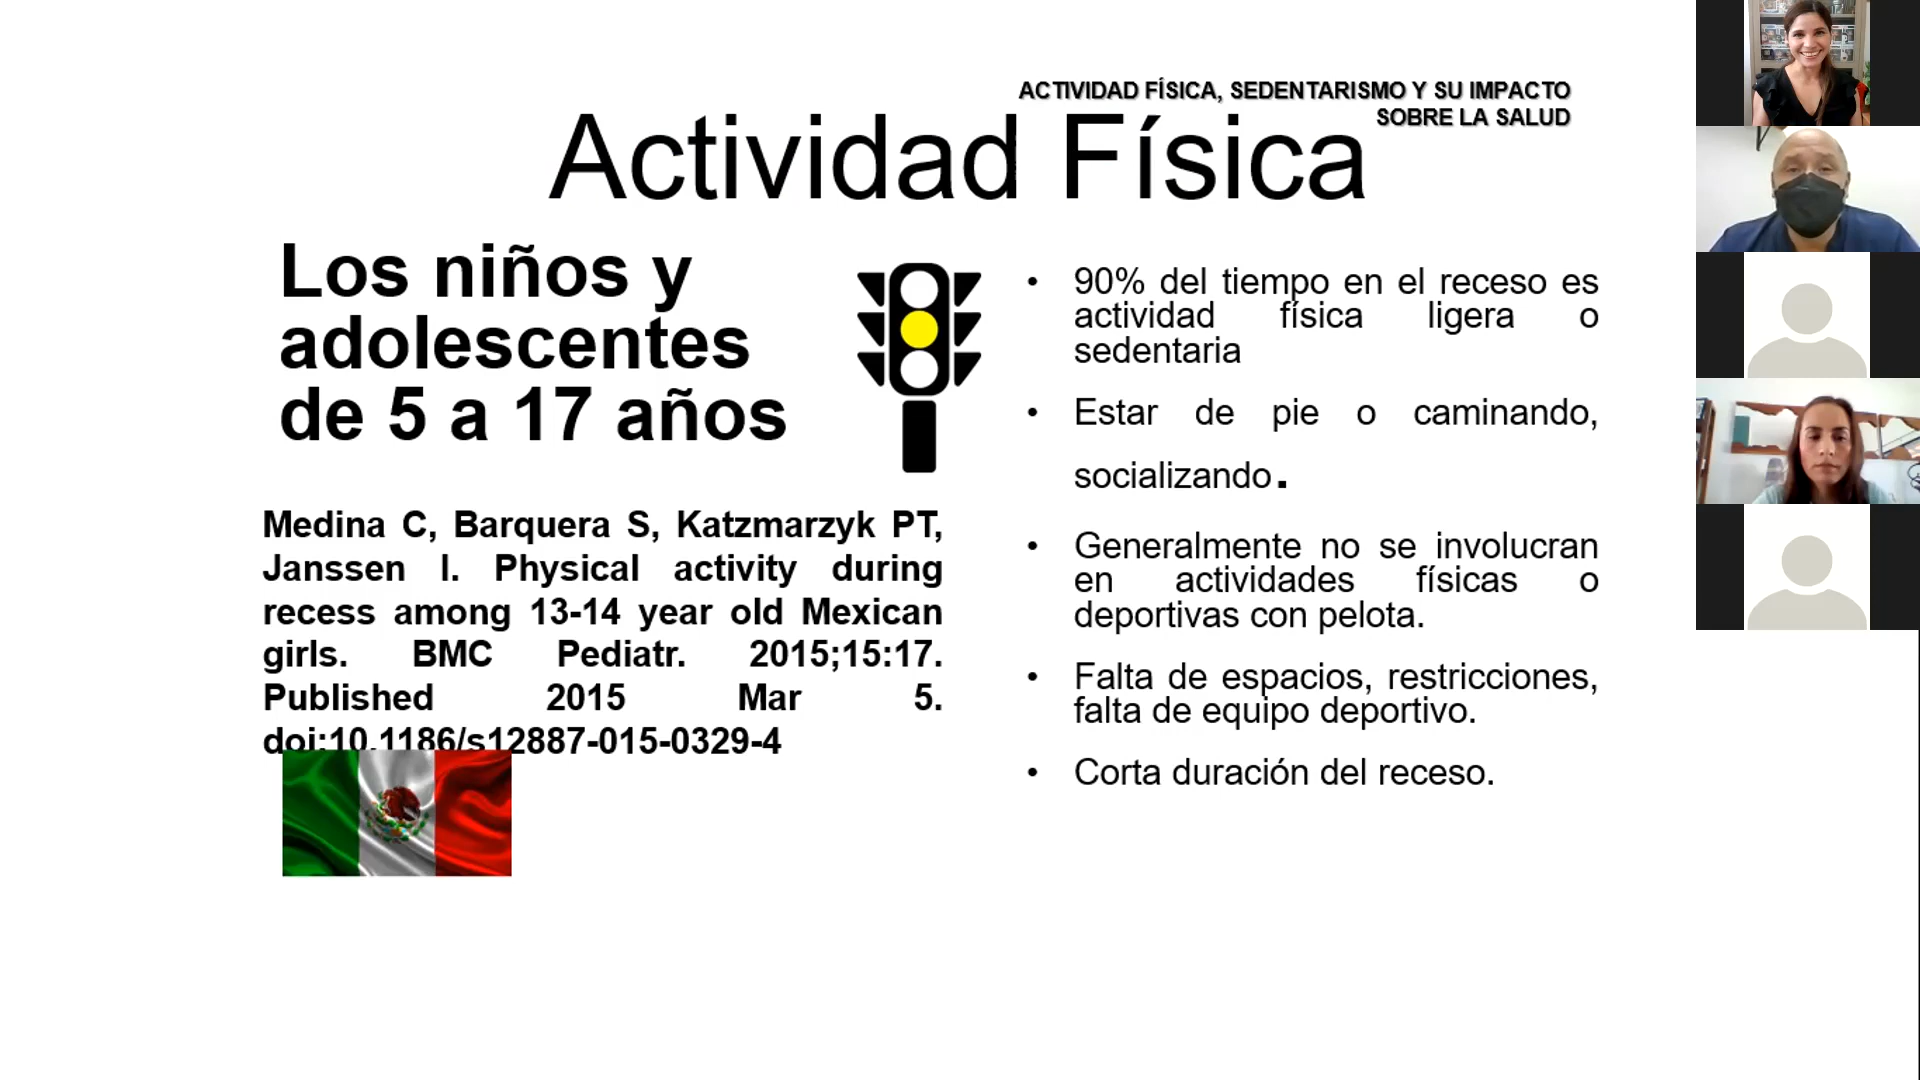 ACTIVIDAD FÍSICA, SEDENTARISMO Y SU IMPACTO
SOBRE LA SALUD
Actividad Física
Los niños y
adolescentes
de 5 a 17 años
Medina C, Barquera S, Katzmarzyk PT,
Janssen I. Physical activity during
recess among 13-14 year old Mexican
girls. BMC Pediatr. 2015;15:17.
Published 2015 Mar 5.
doi:10.1186/s12887-015-0329-4
• 90% del tiempo en el receso es
actividad física ligera o
sedentaria
• Estar de pie o caminando,
socializando.
• Generalmente no se involucran
en actividades físicas o
deportivas con pelota.
• Falta de espacios, restricciones,
falta de equipo deportivo.
• Corta duración del receso.